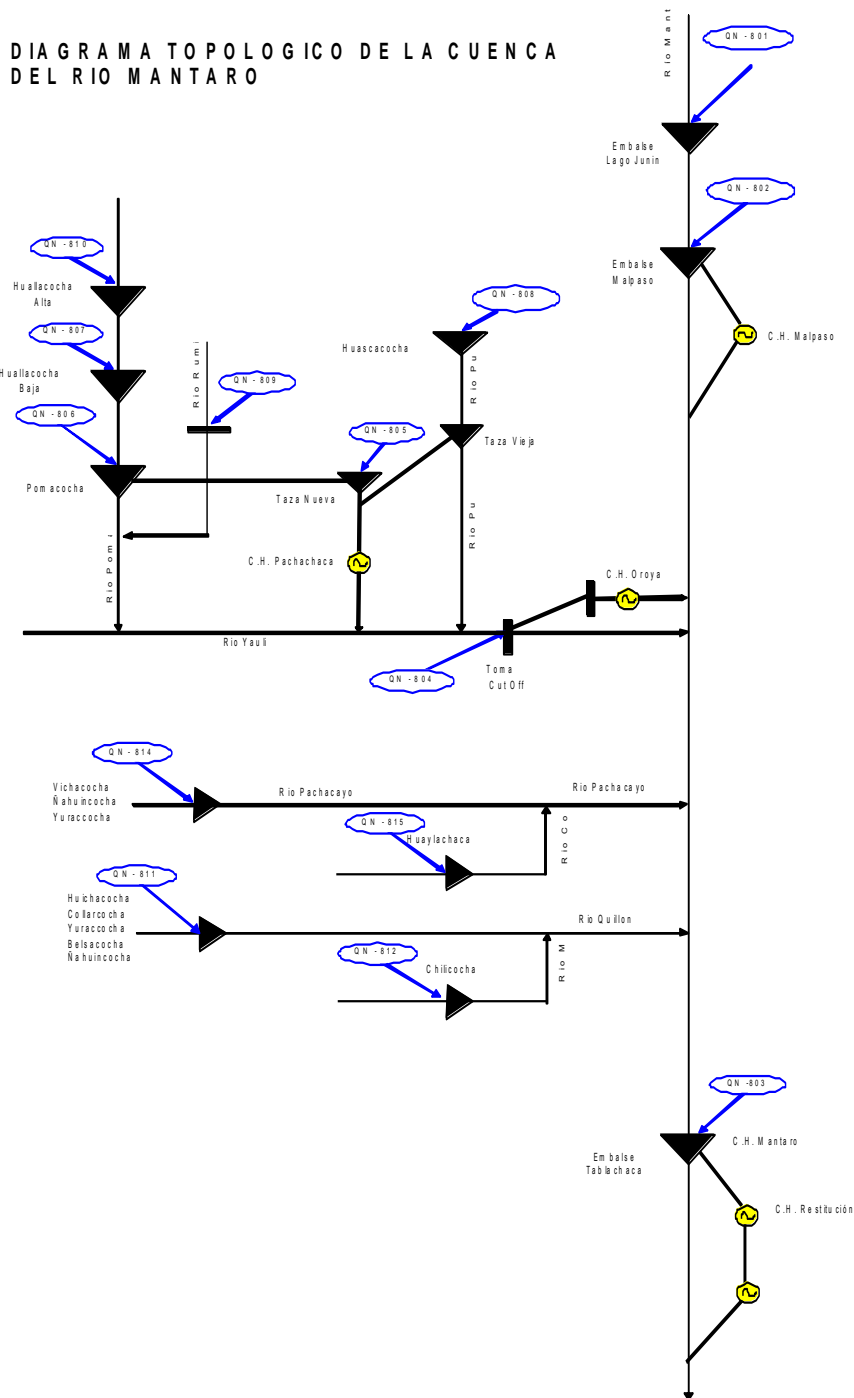 DIAGRAMA TOPOLOGICO DE LA CUENCA
DEL RIO MANTARO
Rio Mant
QN - 801
Embalse
Lago Junin
QN - 802
Embalse
Malpaso
C.H. Malpaso
QN - 810
Huallacocha
Alta
QN - 807
Huallacocha
Baja
QN - 806
Pomacocha
Rio Rumi
QN - 809
QN - 808
Huascacocha
Rio Pu
QN - 805
Taza Vieja
Taza Nueva
Rio Pu
Rio Poma
C.H. Pachachaca
C.H. Oroya
Rio Yauli
QN - 804
Toma
Cut Off
QN - 814
Vichacocha
Ñahuincocha
Yuraccocha
Rio Pachacayo
Rio Pachacayo
QN - 815
Huaylachaca
Rio Co
QN - 811
Huichacocha
Collarcocha
Yuraccocha
Belsacocha
Ñahuincocha
Rio Quillon
QN - 812
Chilicocha
Rio M
QN - 803
Embalse
Tablachaca
C.H. Mantaro
C.H. Restitución